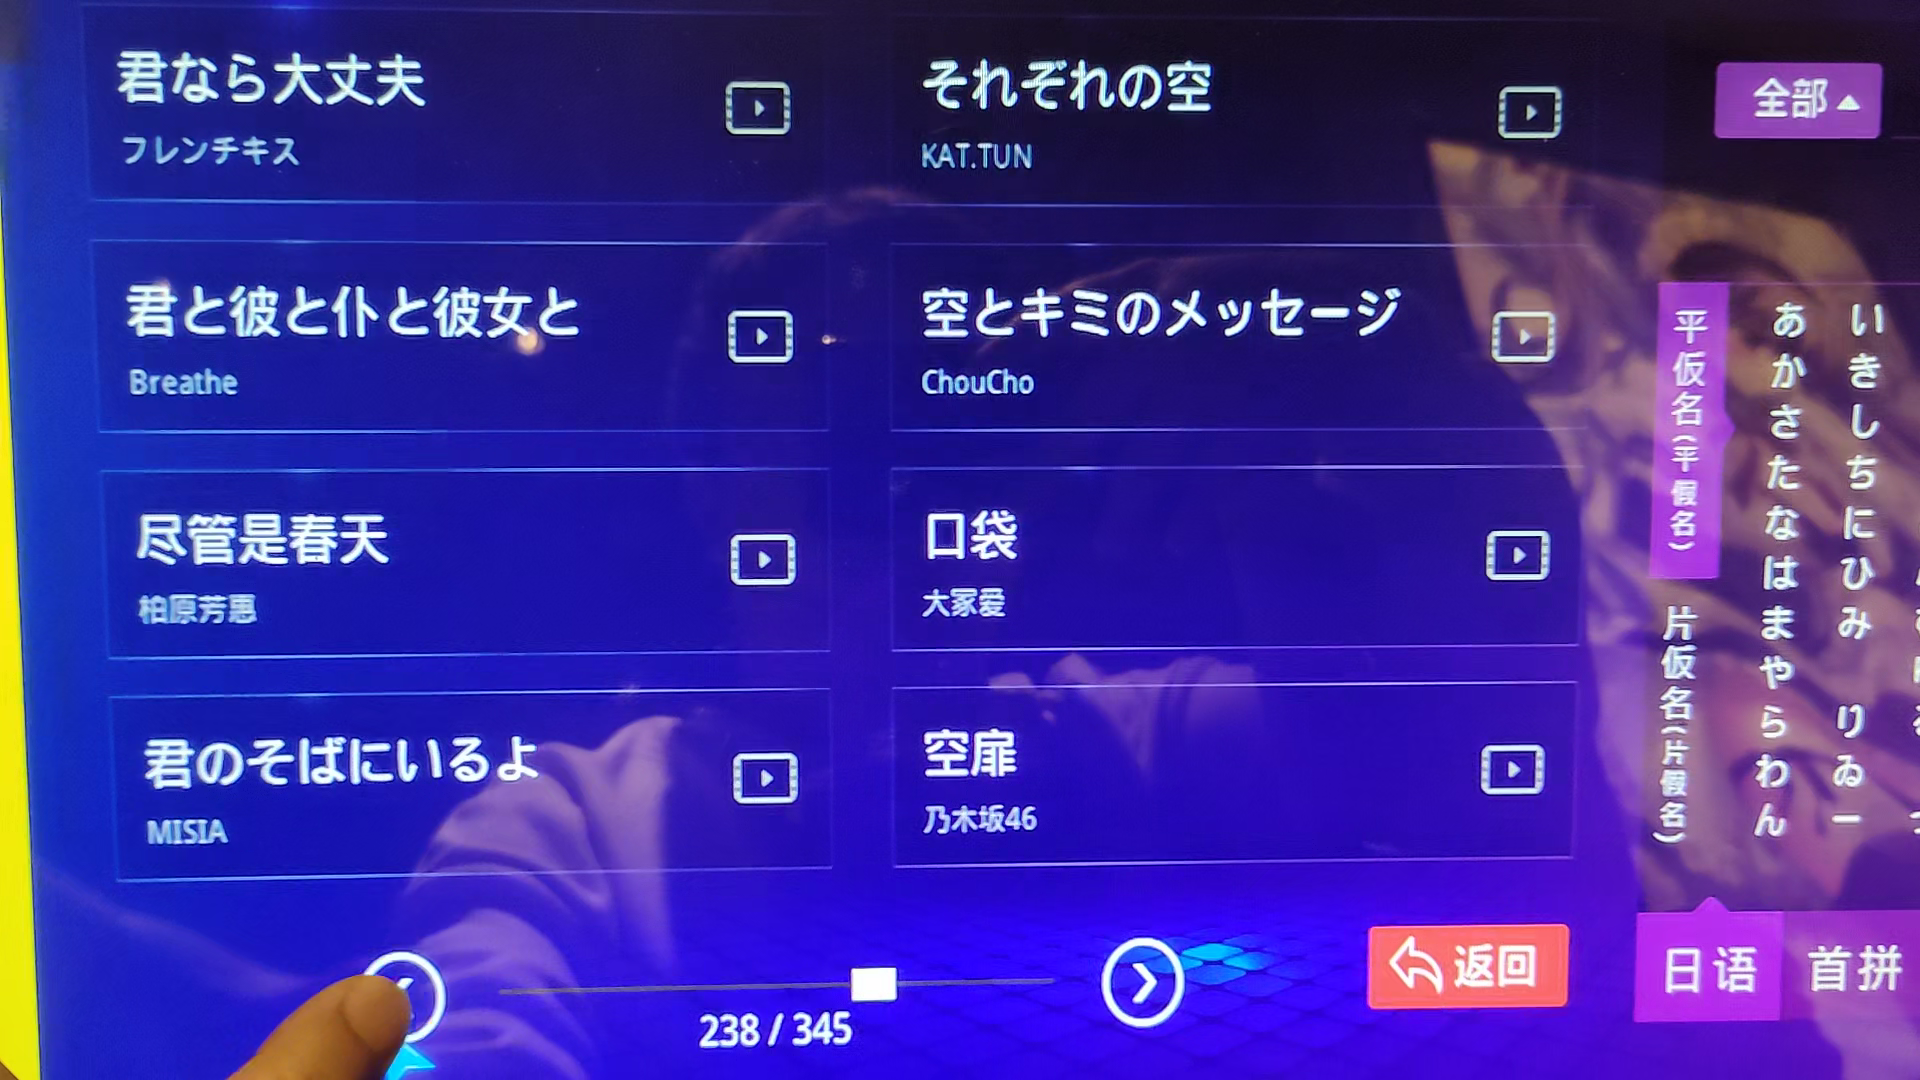 君なら大丈夫
フレンチキス
それぞれの空
KAT.TUN
全部
君と彼と仆と彼女と
Breathe
空とキミのメッセージ
ChouCho
尽管是春天
柏原芳恵
口袋
大冢爱
君のそばにいるよ
MISIA
空扉
乃木坂46
平仮名(平假名)
片仮名(片假名)
あかさたなはまやらわん
いきしちにひみ りゐー
238 / 345
返回
日语
首拼